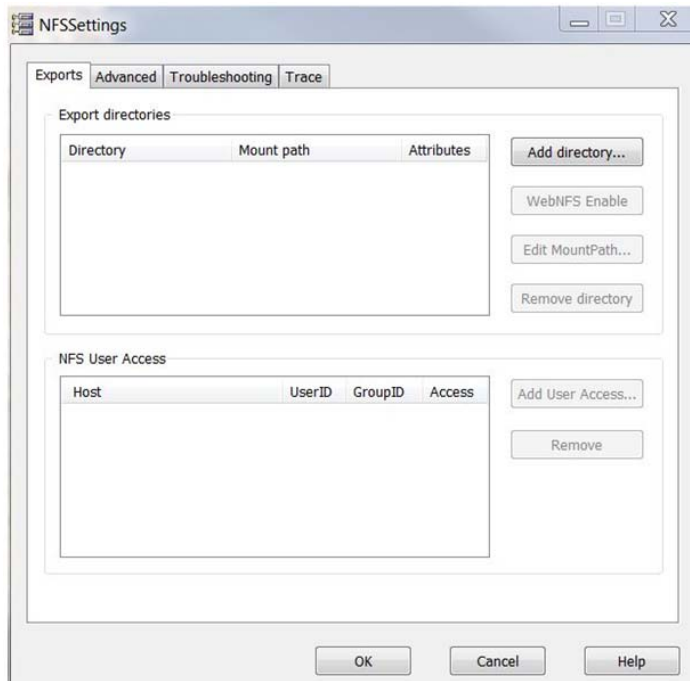 NFSSettings
Exports Advanced Troubleshooting Trace
Export directories
Directory Mount path Attributes
Add directory...
WebNFS Enable
Edit MountPath...
Remove directory
NFS User Access
Host UserID GroupID Access
Add User Access...
Remove
OK Cancel Help